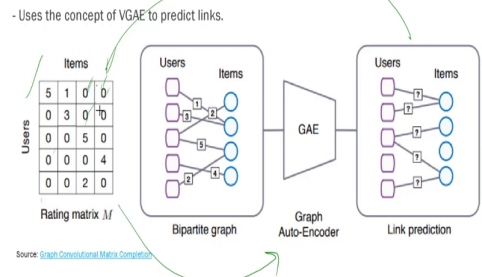 - Uses the concept of VGAE to predict links.
Items
Users
5 1 0 0
0 3 0 0
0 0 5 0
0 0 0 4
0 0 2 0
Rating matrix M
Users
Items
1
2
3
5
4
2
Bipartite graph
GAE
Graph
Auto-Encoder
Users
Items
?
?
?
?
?
Link prediction
Source: Graph Convolutional Matrix Completion